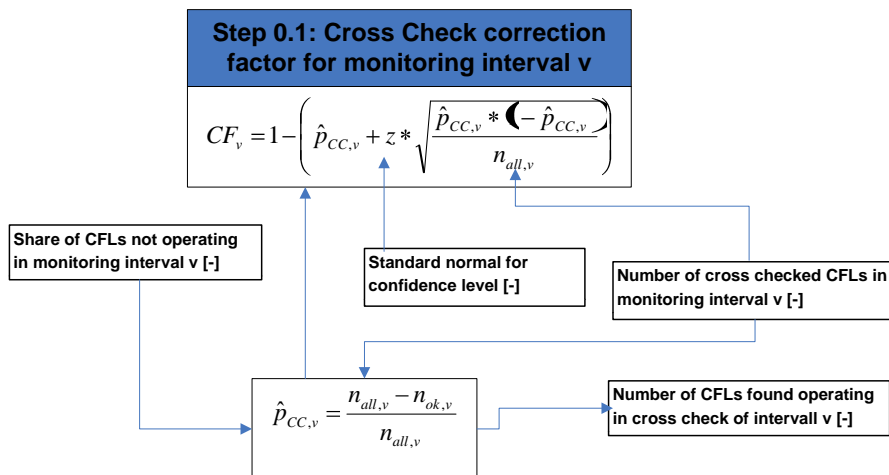 Step 0.1: Cross Check correction
factor for monitoring interval v
CF_v = 1 − ( p̂_CC,v + z * √( p̂_CC,v * ( − p̂_CC,v ) / n_all,v ) )
Share of CFLs not operating
in monitoring interval v [-]
Standard normal for
confidence level [-]
Number of cross checked CFLs in
monitoring interval v [-]
p̂_CC,v = (n_all,v − n_ok,v) / n_all,v
Number of CFLs found operating
in cross check of intervall v [-]